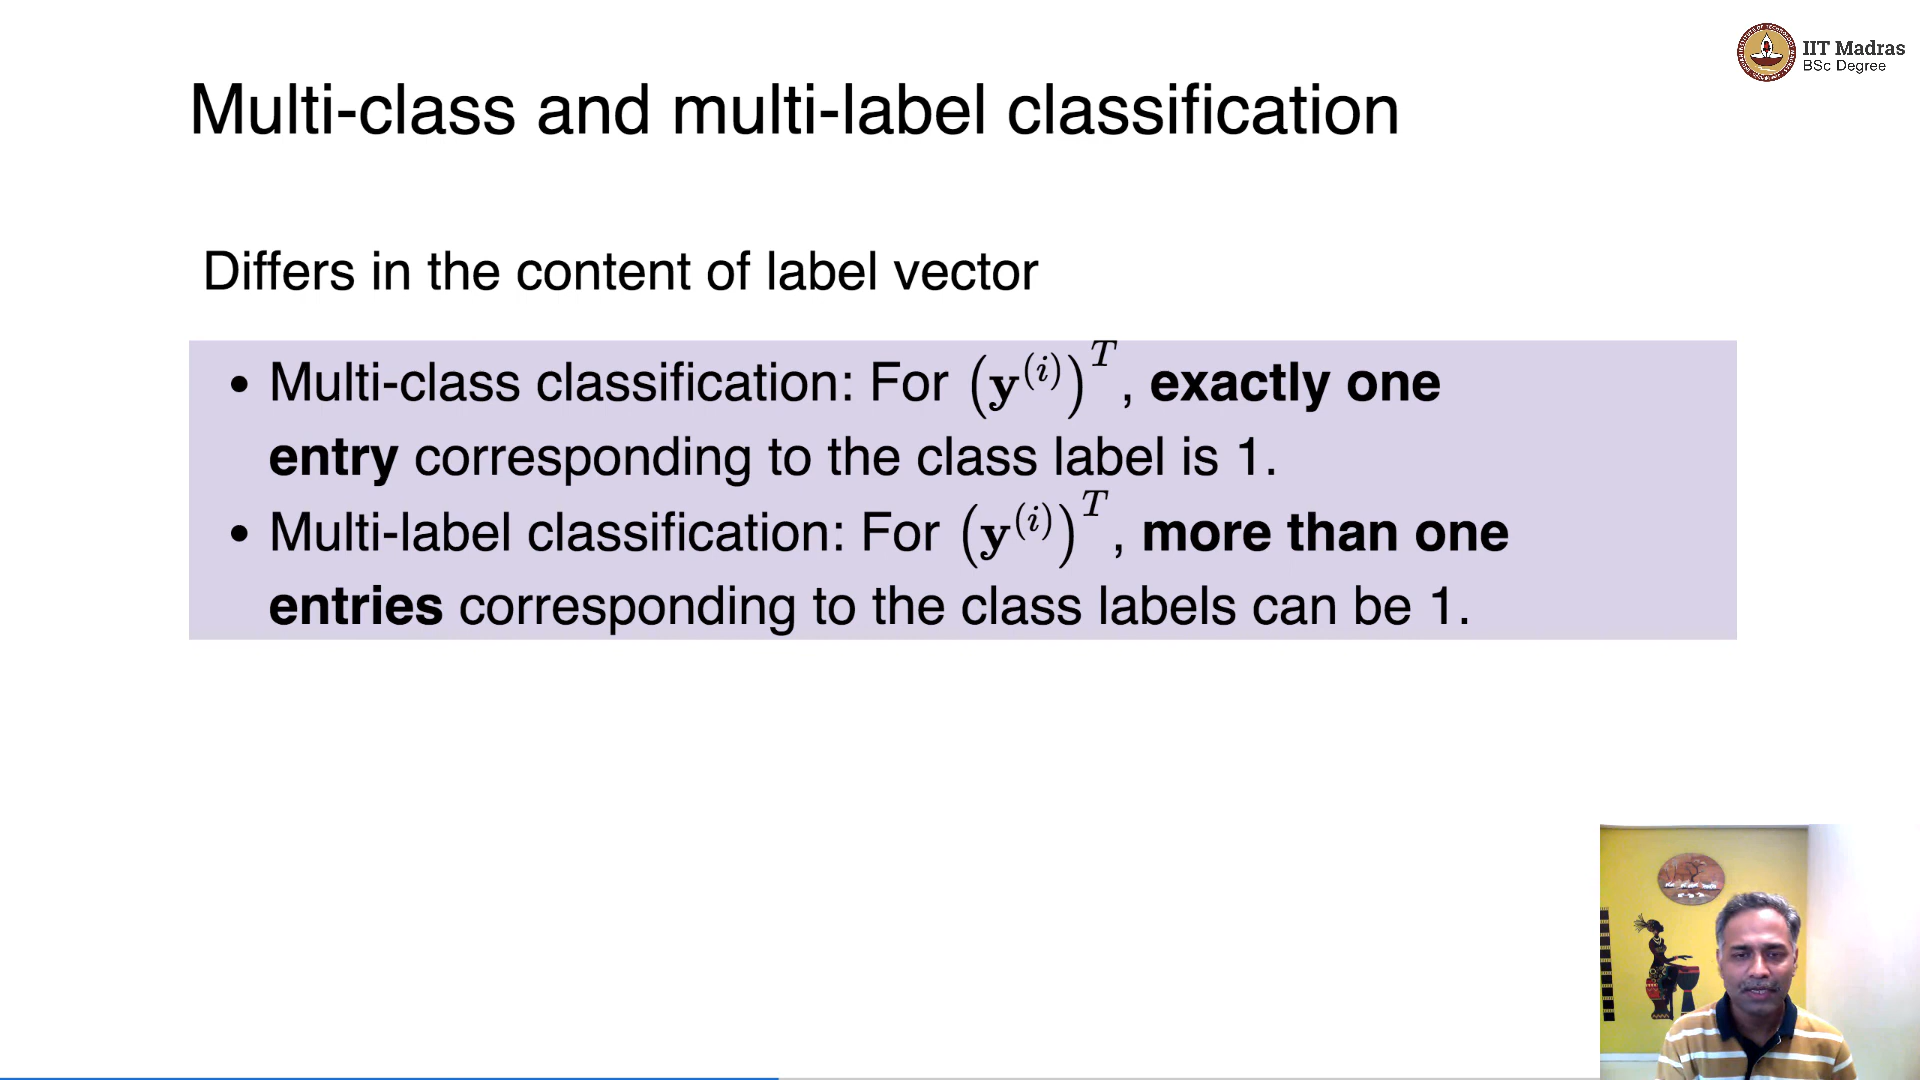 IIT Madras
BSc Degree
Multi-class and multi-label classification
Differs in the content of label vector
• Multi-class classification: For (y⁽ⁱ⁾)ᵀ, exactly one
entry corresponding to the class label is 1.
• Multi-label classification: For (y⁽ⁱ⁾)ᵀ, more than one
entries corresponding to the class labels can be 1.